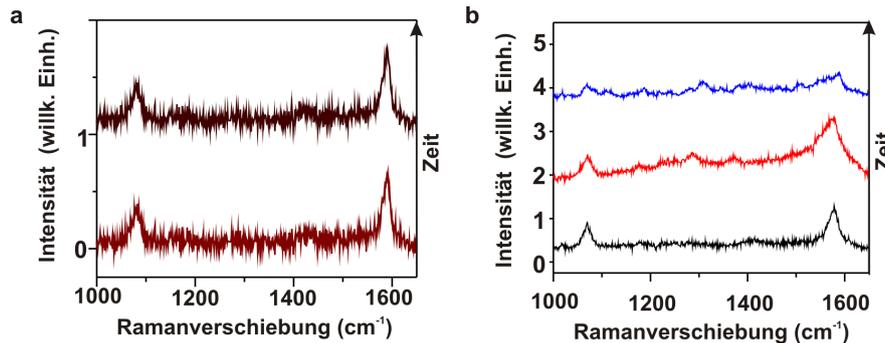 a
Intensität (willk. Einh.)
1
0
1000 1200 1400 1600
Ramanverschiebung (cm⁻¹)
Zeit
b
Intensität (willk. Einh.)
5
4
3
2
1
0
1000 1200 1400 1600
Ramanverschiebung (cm⁻¹)
Zeit